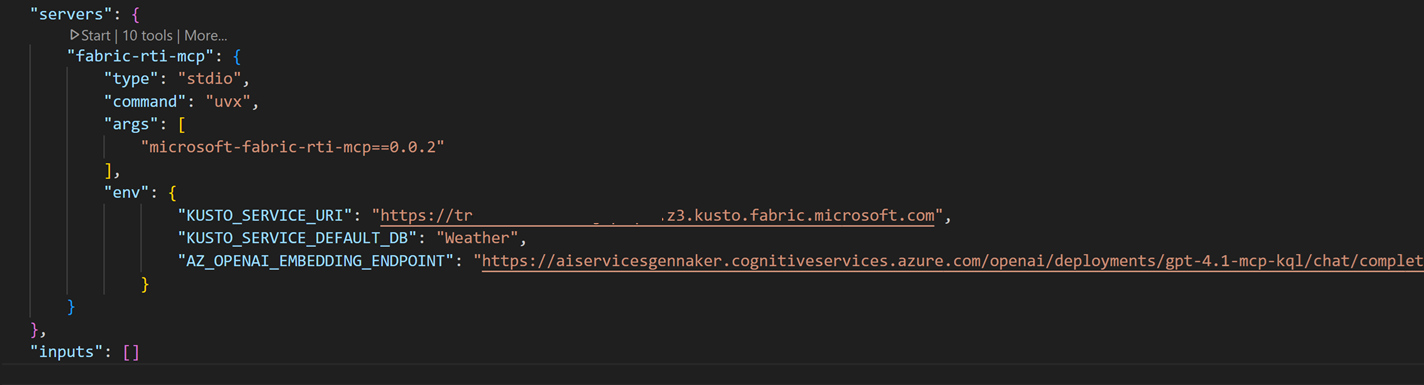 "servers": {
Start | 10 tools | More...
"fabric-rti-mcp": {
"type": "stdio",
"command": "uvx",
"args": [
"microsoft-fabric-rti-mcp==0.0.2"
],
"env": {
"KUSTO_SERVICE_URI": "https://tr .z3.kusto.fabric.microsoft.com",
"KUSTO_SERVICE_DEFAULT_DB": "Weather",
"AZ_OPENAI_EMBEDDING_ENDPOINT": "https://aiservicesgennaker.cognitiveservices.azure.com/openai/deployments/gpt-4.1-mcp-kql/chat/complet
}
}
},
"inputs": []